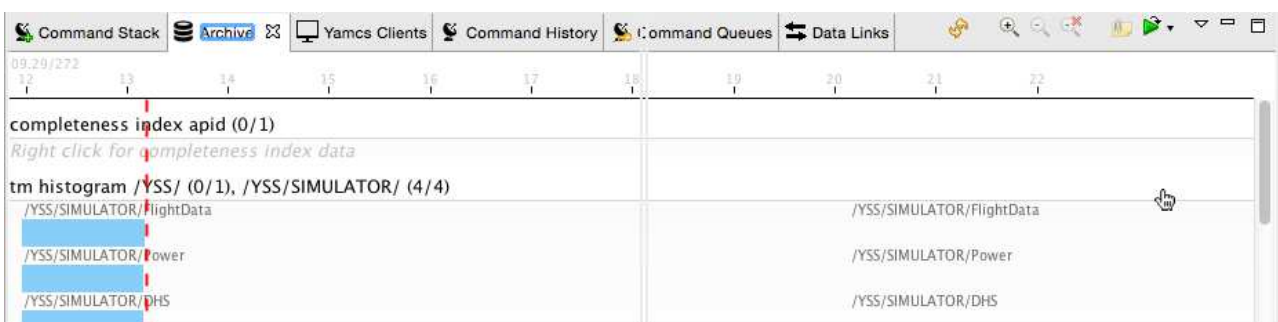 Command Stack Archive Yamcs Clients Command History Command Queues Data Links
09.29/272
12 13 14 15 16 17 18 19 20 21 22
completeness index apid (0/1)
Right click for completeness index data
tm histogram /YSS/ (0/1), /YSS/SIMULATOR/ (4/4)
/YSS/SIMULATOR/FlightData /YSS/SIMULATOR/FlightData
/YSS/SIMULATOR/Power /YSS/SIMULATOR/Power
/YSS/SIMULATOR/DHS /YSS/SIMULATOR/DHS